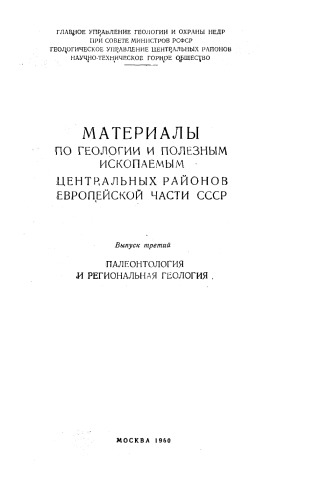 ГЛАВНОЕ УПРАВЛЕНИЕ ГЕОЛОГИИ И ОХРАНЫ НЕДР
ПРИ СОВЕТЕ МИНИСТРОВ РСФСР
ГЕОЛОГИЧЕСКОЕ УПРАВЛЕНИЕ ЦЕНТРАЛЬНЫХ РАЙОНОВ
НАУЧНО-ТЕХНИЧЕСКОЕ ГОРНОЕ ОБЩЕСТВО
МАТЕРИАЛЫ
ПО ГЕОЛОГИИ И ПОЛЕЗНЫМ
ИСКОПАЕМЫМ
ЦЕНТРАЛЬНЫХ РАЙОНОВ
ЕВРОПЕЙСКОЙ ЧАСТИ СССР
Выпуск третий
ПАЛЕОНТОЛОГИЯ
И РЕГИОНАЛЬНАЯ ГЕОЛОГИЯ
МОСКВА 1960